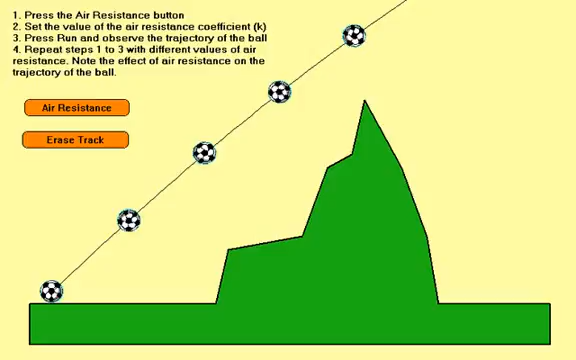 1. Press the Air Resistance button
2. Set the value of the air resistance coefficient (k)
3. Press Run and observe the trajectory of the ball
4. Repeat steps 1 to 3 with different values of air
resistance. Note the effect of air resistance on the
trajectory of the ball.
Air Resistance
Erase Track